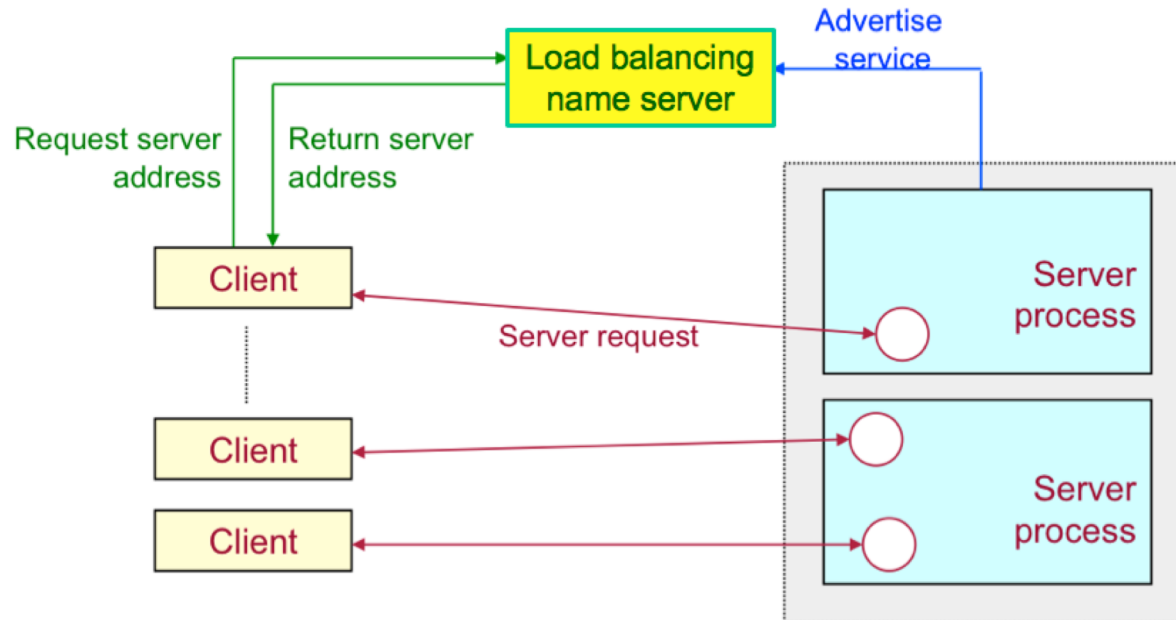 Advertise
service
Load balancing
name server
Request server
address
Return server
address
Client
Server
process
Server request
Client
Server
process
Client